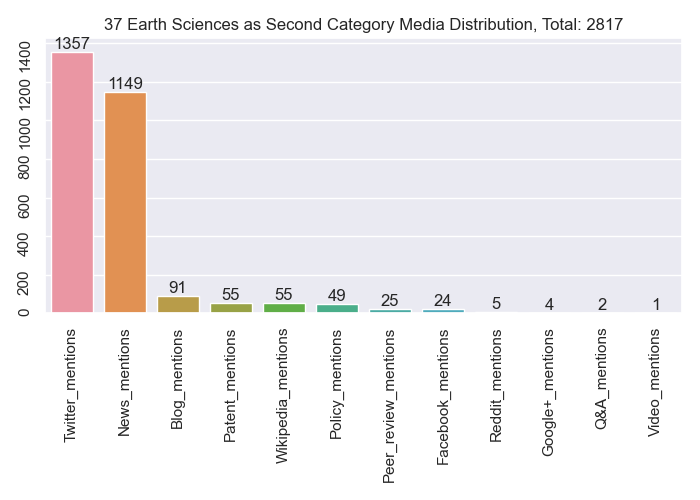 37 Earth Sciences as Second Category Media Distribution, Total: 2817
1400
1200
1000
800
600
400
200
0
1357
1149
91
55
55
49
25
24
5
4
2
1
Twitter_mentions
News_mentions
Blog_mentions
Patent_mentions
Wikipedia_mentions
Policy_mentions
Peer_review_mentions
Facebook_mentions
Reddit_mentions
Google+_mentions
Q&A_mentions
Video_mentions